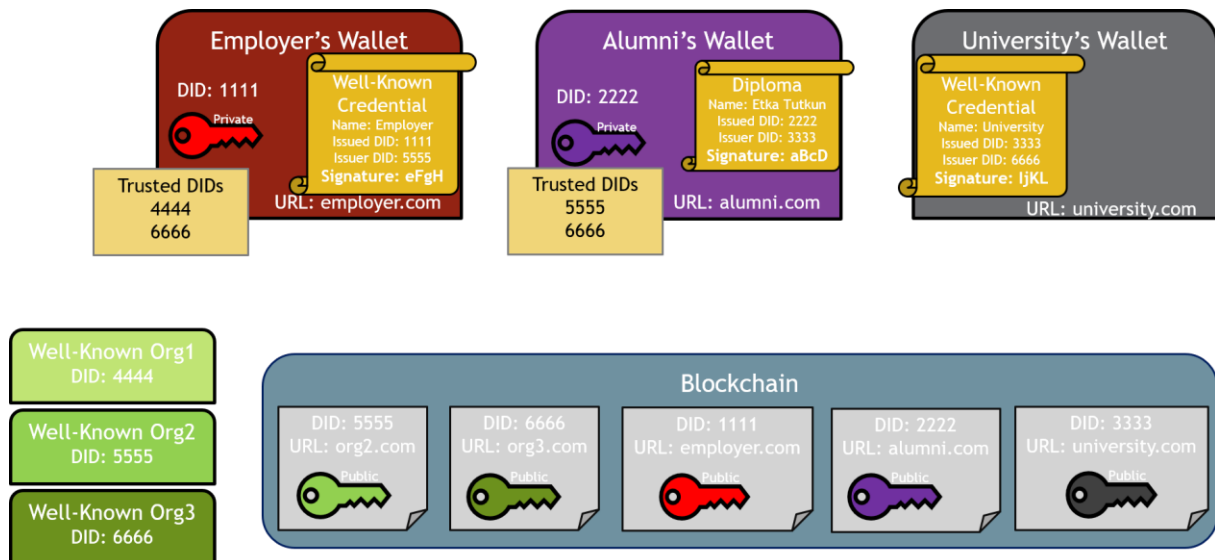 Employer's Wallet
DID: 1111
Private
Well-Known
Credential
Name: Employer
Issued DID: 1111
Issuer DID: 5555
Signature: eFgH
Trusted DIDs
4444
6666
URL: employer.com
Alumni's Wallet
DID: 2222
Private
Diploma
Name: Etka Tutkun
Issued DID: 2222
Issuer DID: 3333
Signature: aBcD
Trusted DIDs
5555
6666
URL: alumni.com
University's Wallet
Well-Known
Credential
Name: University
Issued DID: 3333
Issuer DID: 6666
Signature: IjKL
URL: university.com
Well-Known Org1
DID: 4444
Well-Known Org2
DID: 5555
Well-Known Org3
DID: 6666
Blockchain
DID: 5555
URL: org2.com
Public
DID: 6666
URL: org3.com
Public
DID: 1111
URL: employer.com
Public
DID: 2222
URL: alumni.com
Public
DID: 3333
URL: university.com
Public